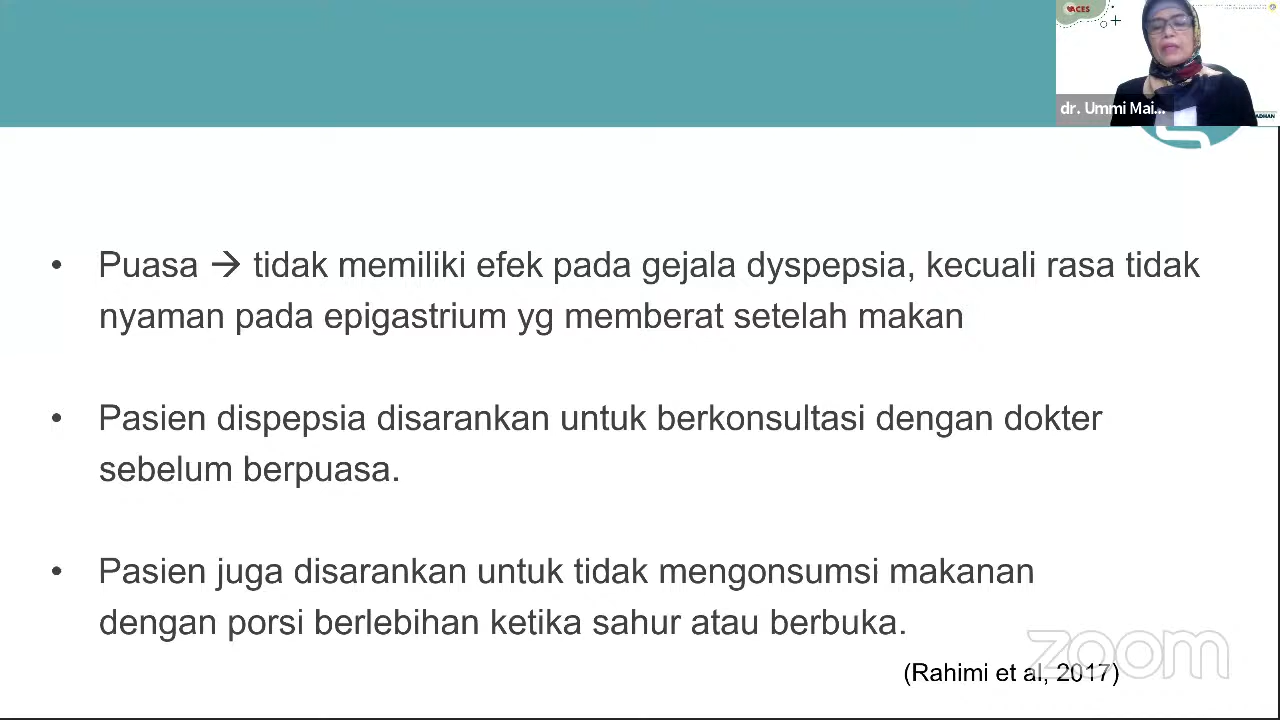 ACES
dr. Ummi Mai...
• Puasa → tidak memiliki efek pada gejala dyspepsia, kecuali rasa tidak
nyaman pada epigastrium yg memberat setelah makan
• Pasien dispepsia disarankan untuk berkonsultasi dengan dokter
sebelum berpuasa.
• Pasien juga disarankan untuk tidak mengonsumsi makanan
dengan porsi berlebihan ketika sahur atau berbuka.
(Rahimi et al, 2017)
zoom